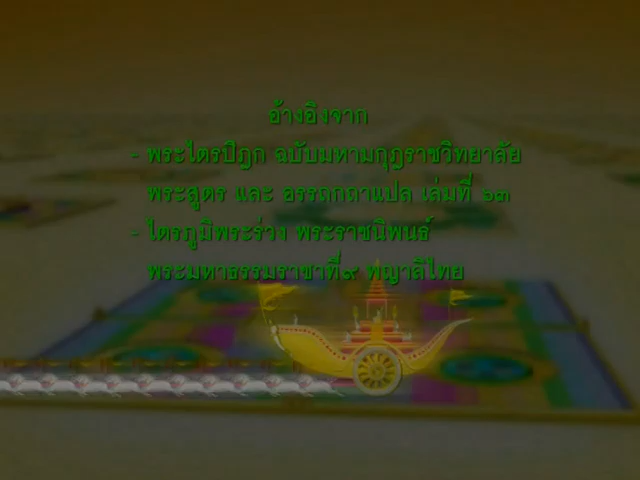 อ้างอิงจาก
- พระไตรปิฎก ฉบับมหามกุฏราชวิทยาลัย
พระสูตร และ อรรถกถาแปล เล่มที่ ๖๓
- ไตรภูมิพระร่วง พระราชนิพนธ์
พระมหาธรรมราชาที่๑ พญาลิไทย